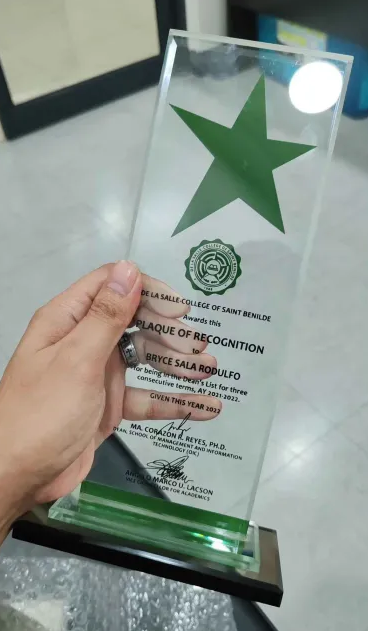 DE LA SALLE-COLLEGE OF SAINT BENILDE
Awards this
PLAQUE OF RECOGNITION
to
BRYCE SALA RODULFO
for being in the Dean's List for three
consecutive terms, AY 2021-2022.
GIVEN THIS YEAR 2022
MA. CORAZON R. REYES, PH.D.
DEAN, SCHOOL OF MANAGEMENT AND INFORMATION
TECHNOLOGY (OIC)
MARCO U. LACSON
VICE CHANCELLOR FOR ACADEMICS